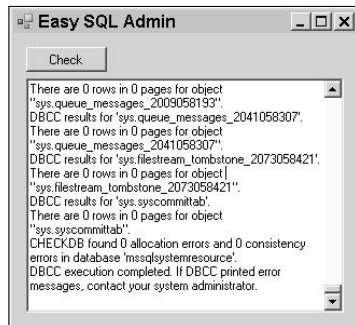 Easy SQL Admin
Check
There are 0 rows in 0 pages for object
"sys.queue_messages_2009058193".
DBCC results for 'sys.queue_messages_2041058307'.
There are 0 rows in 0 pages for object
"sys.queue_messages_2041058307".
DBCC results for 'sys.filestream_tombstone_2073058421'.
There are 0 rows in 0 pages for object
"sys.filestream_tombstone_2073058421".
DBCC results for 'sys.syscommittab'.
There are 0 rows in 0 pages for object
"sys.syscommittab".
CHECKDB found 0 allocation errors and 0 consistency
errors in database 'mssqlsystemresource'.
DBCC execution completed. If DBCC printed error
messages, contact your system administrator.